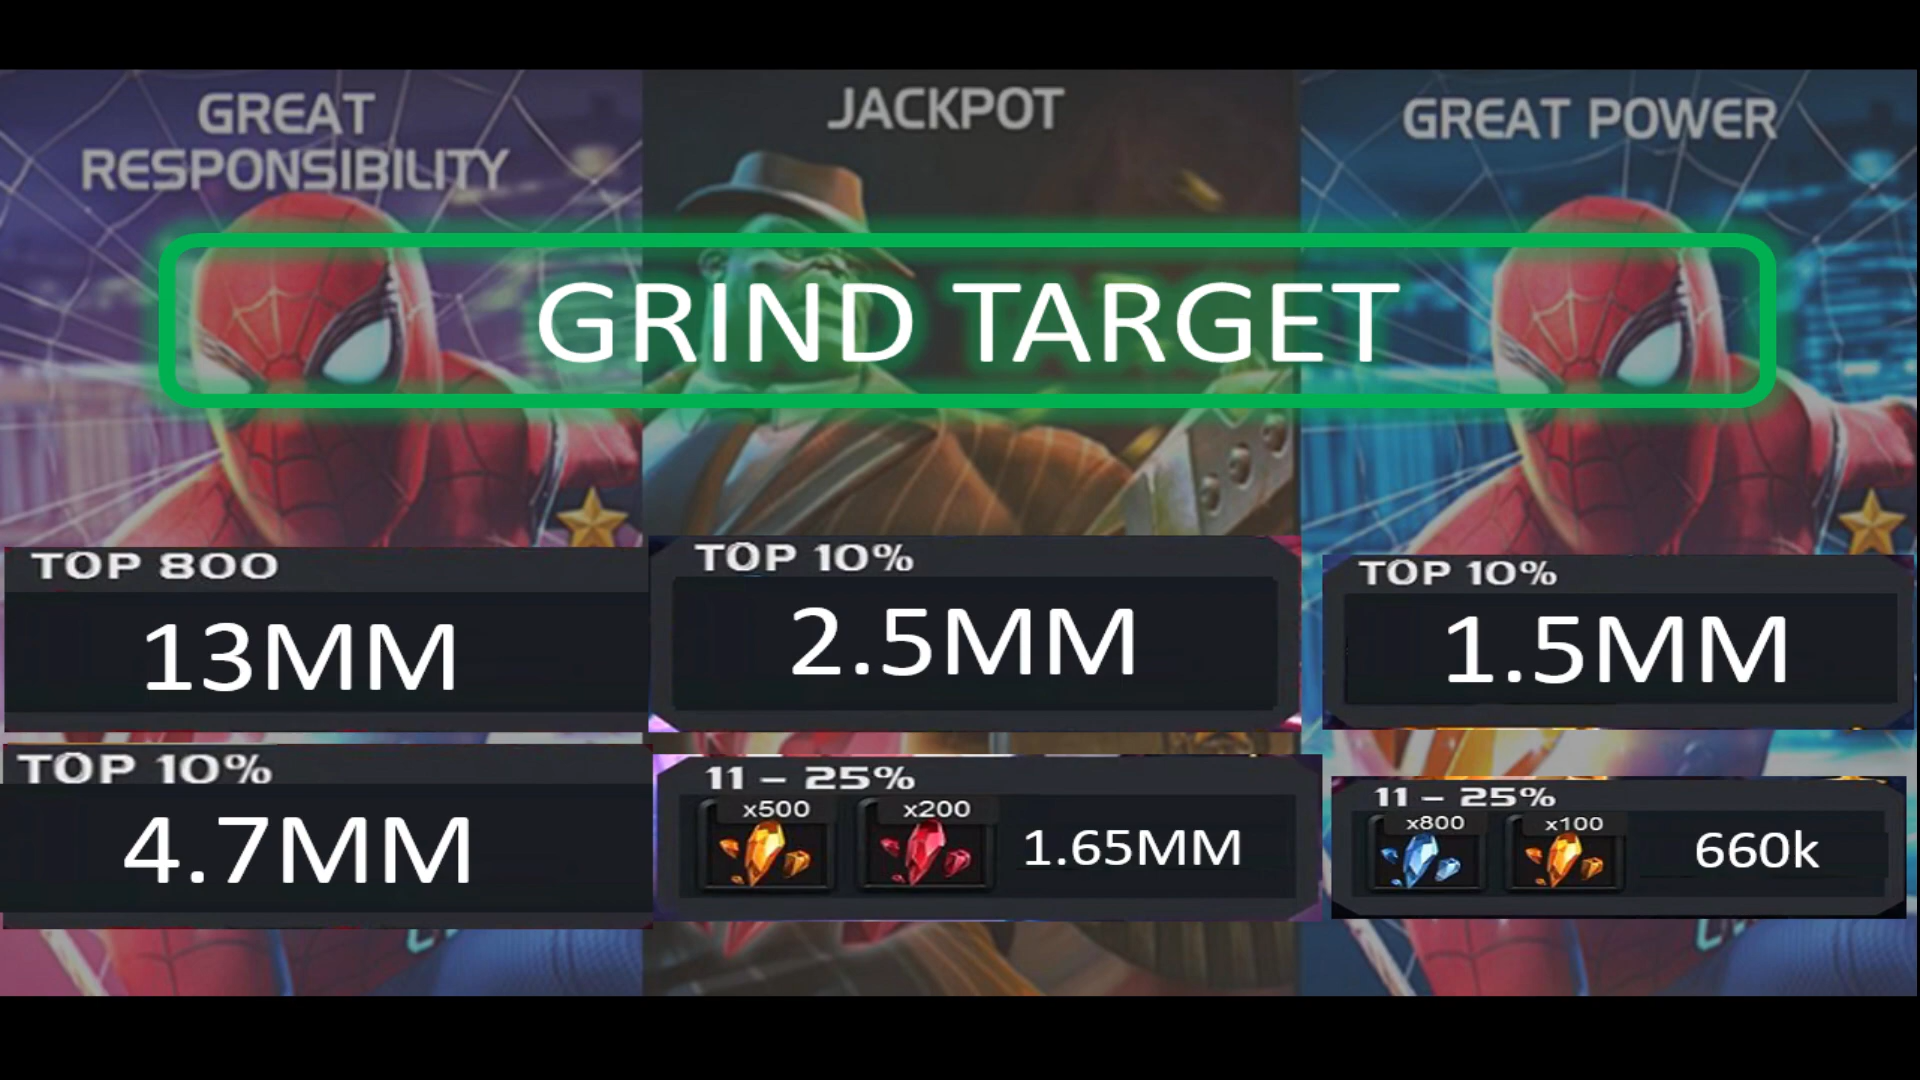 GREAT
RESPONSIBILITY
JACKPOT
GREAT POWER
GRIND TARGET
TOP 800
13MM
TOP 10%
4.7MM
TOP 10%
2.5MM
11 – 25%
x500 x200
1.65MM
TOP 10%
1.5MM
11 – 25%
x800 x100
660k